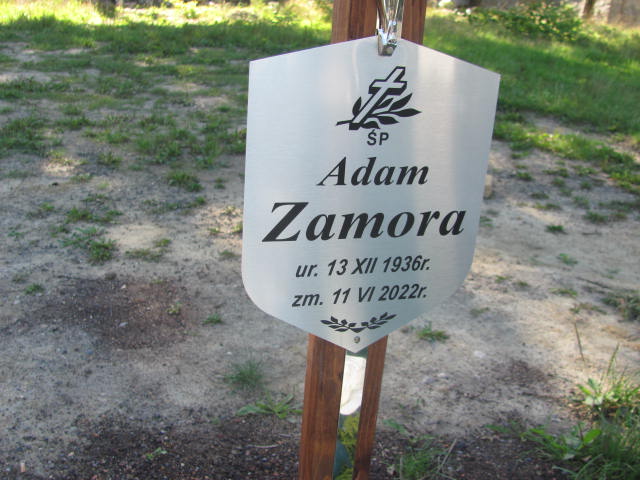 ŚP
Adam
Zamora
ur. 13 XII 1936r.
zm. 11 VI 2022r.